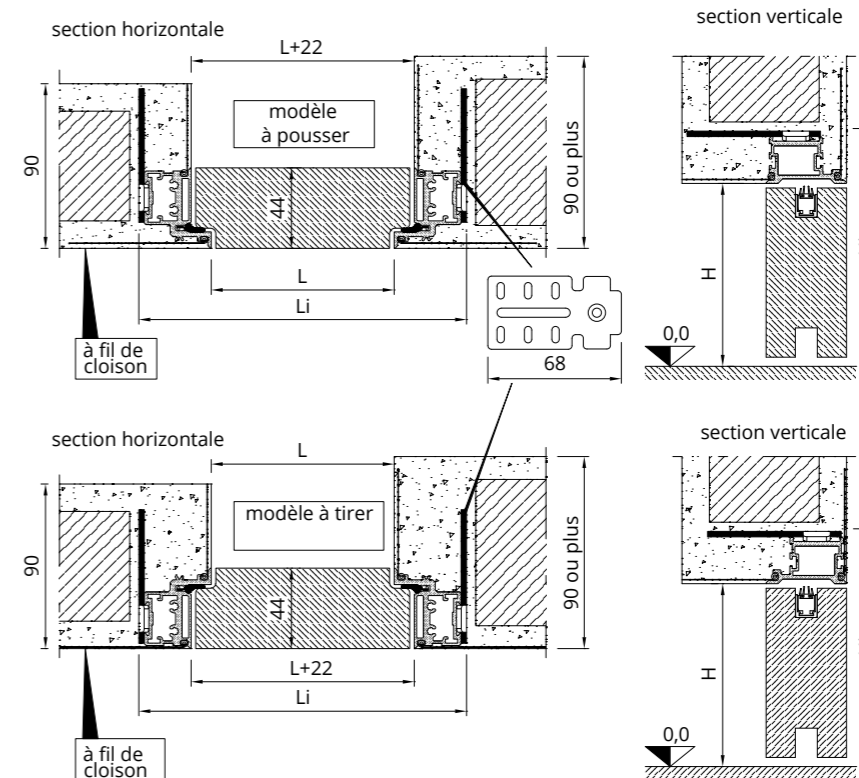 section horizontale
section verticale
L+22
modèle
à pousser
90
90 ou plus
44
L
Li
H
0,0
à fil de
cloison
68
section horizontale
section verticale
L
modèle à tirer
90
90 ou plus
44
L+22
Li
H
0,0
à fil de
cloison